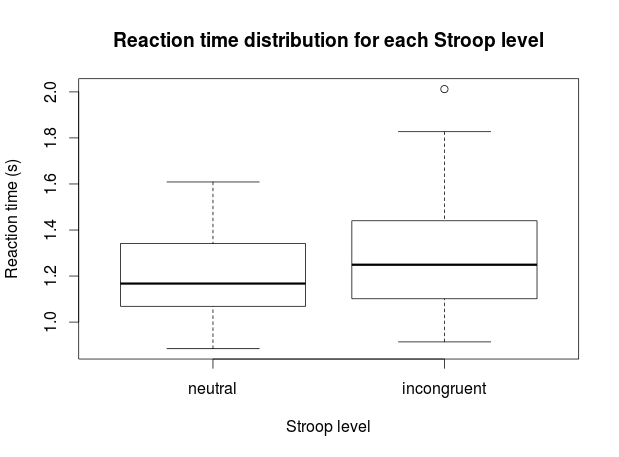 Reaction time distribution for each Stroop level
Reaction time (s)
2.0
1.8
1.6
1.4
1.2
1.0
neutral
incongruent
Stroop level